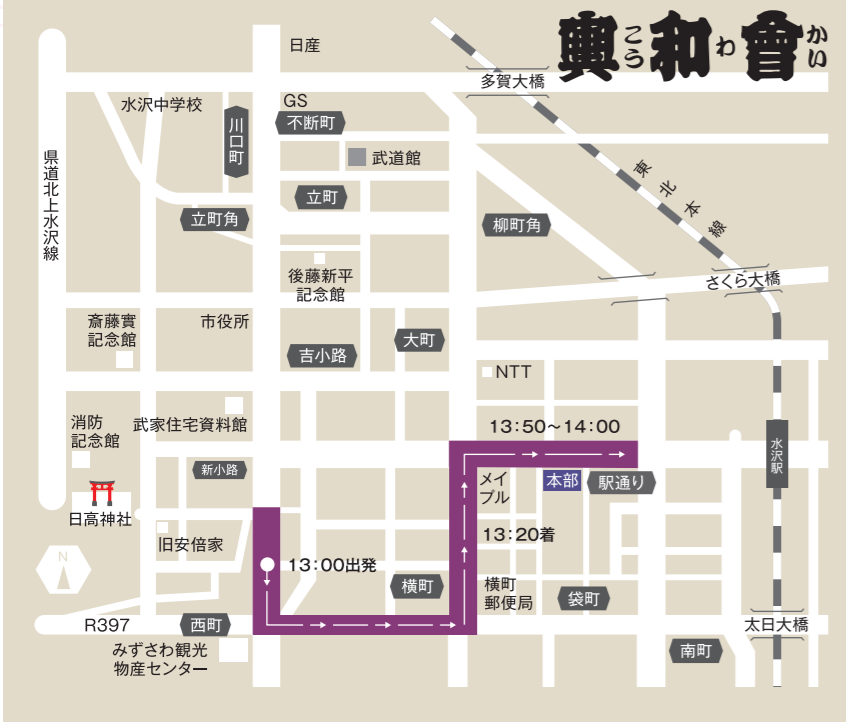 興和會
こうわかい
日産
多賀大橋
水沢中学校
GS
不断町
川口町
武道館
県道北上水沢線
東北本線
立町
立町角
柳町角
後藤新平
記念館
さくら大橋
斎藤實
記念館
市役所
大町
吉小路
NTT
消防
記念館
武家住宅資料館
13:50〜14:00
水沢駅
新小路
メイ
ブル
本部
駅通り
日高神社
旧安倍家
13:20着
N
13:00出発
横町
横町
郵便局
袋町
R397
西町
太日大橋
みずさわ観光
物産センター
南町